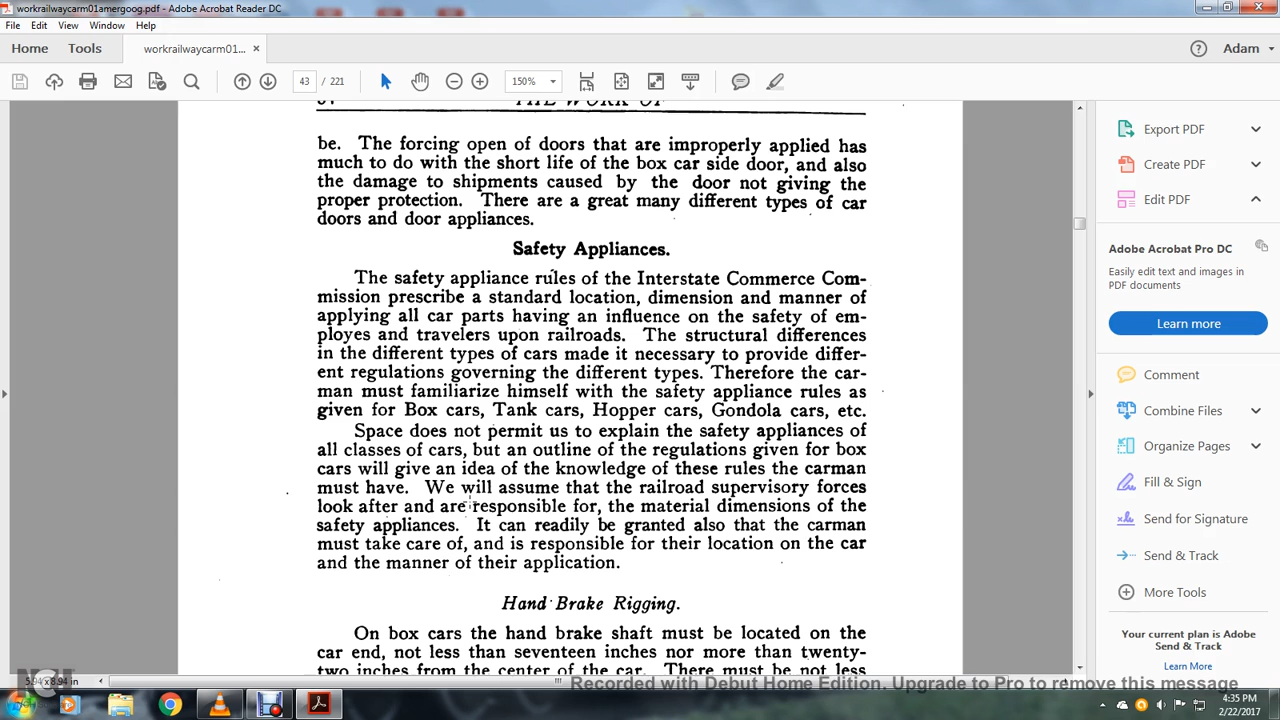 workrailwaycarm01amergoog.pdf - Adobe Acrobat Reader DC
File Edit View Window Help
Home Tools workrailwaycarm01... × Adam
43 / 221 150%
THE WORK OF
be. The forcing open of doors that are improperly applied has
much to do with the short life of the box car side door, and also
the damage to shipments caused by the door not giving the
proper protection. There are a great many different types of car
doors and door appliances.
Safety Appliances.
The safety appliance rules of the Interstate Commerce Com-
mission prescribe a standard location, dimension and manner of
applying all car parts having an influence on the safety of em-
ployes and travelers upon railroads. The structural differences
in the different types of cars made it necessary to provide differ-
ent regulations governing the different types. Therefore the car-
man must familiarize himself with the safety appliance rules as
given for Box cars, Tank cars, Hopper cars, Gondola cars, etc.
Space does not permit us to explain the safety appliances of
all classes of cars, but an outline of the regulations given for box
cars will give an idea of the knowledge of these rules the carman
must have. We will assume that the railroad supervisory forces
look after and are responsible for, the material dimensions of the
safety appliances. It can readily be granted also that the carman
must take care of, and is responsible for their location on the car
and the manner of their application.
Hand Brake Rigging.
On box cars the hand brake shaft must be located on the
car end, not less than seventeen inches nor more than twenty-
two inches from the center of the car. There must be not less
Export PDF
Create PDF
Edit PDF
Adobe Acrobat Pro DC
Easily edit text and images in
PDF documents
Learn more
Comment
Combine Files
Organize Pages
Fill & Sign
Send for Signature
Send & Track
More Tools
Your current plan is Adobe
Send & Track
Learn More
5.94 x 8.94 in
Recorded with Debut Home Edition. Upgrade to Pro to remove this message
4:35 PM
2/22/2017